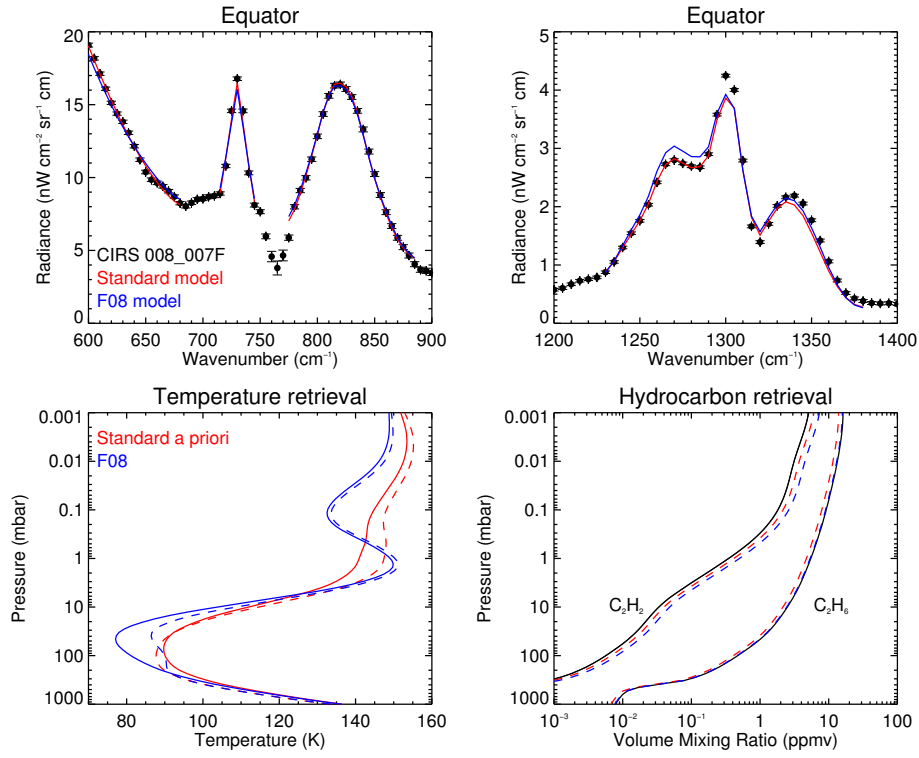 Equator
Radiance (nW cm⁻² sr⁻¹ cm)
20
15
10
5
0
CIRS 008_007F
Standard model
F08 model
600 650 700 750 800 850 900
Wavenumber (cm⁻¹)
Equator
Radiance (nW cm⁻² sr⁻¹ cm)
5
4
3
2
1
0
1200 1250 1300 1350 1400
Wavenumber (cm⁻¹)
Temperature retrieval
Pressure (mbar)
0.001
0.01
0.1
1
10
100
1000
Standard a priori
F08
80 100 120 140 160
Temperature (K)
Hydrocarbon retrieval
Pressure (mbar)
0.001
0.01
0.1
1
10
100
1000
C₂H₂
C₂H₆
10⁻³ 10⁻² 10⁻¹ 1 10 100
Volume Mixing Ratio (ppmv)